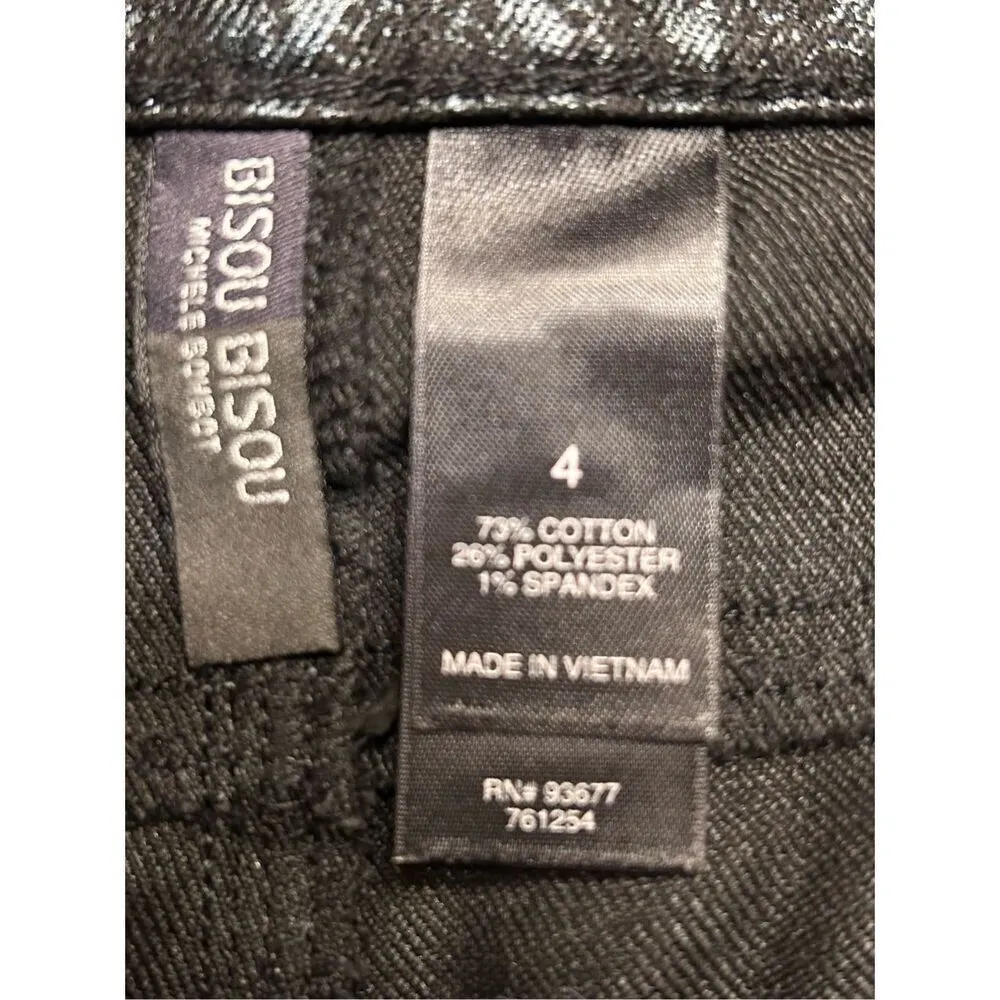 BISOU BISOU
MICHELE BOHBOT
4
73% COTTON
26% POLYESTER
1% SPANDEX
MADE IN VIETNAM
RN# 93677
761254